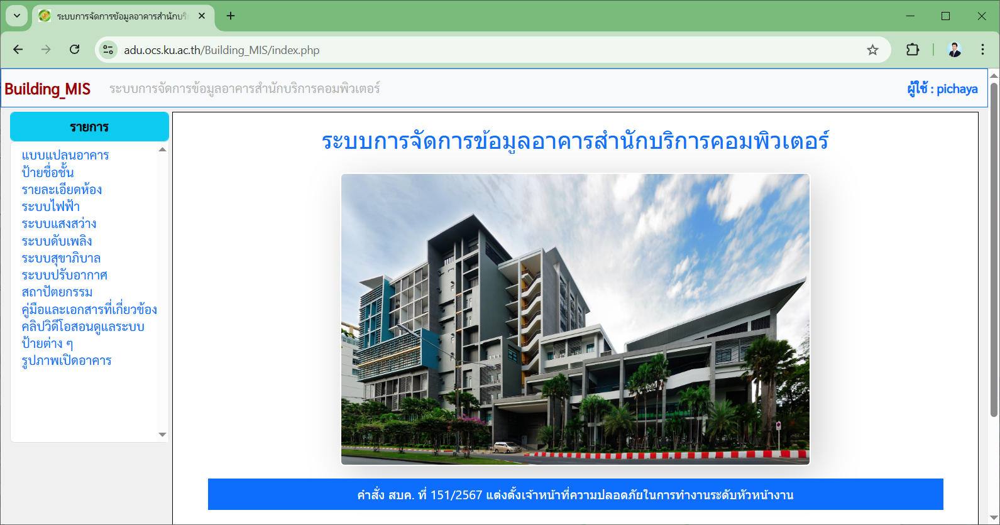 ระบบการจัดการข้อมูลอาคารสำนักบริ
adu.ocs.ku.ac.th/Building_MIS/index.php
Building_MIS ระบบการจัดการข้อมูลอาคารสำนักบริการคอมพิวเตอร์ ผู้ใช้ : pichaya
รายการ
แบบแปลนอาคาร
ป้ายชื่อชั้น
รายละเอียดห้อง
ระบบไฟฟ้า
ระบบแสงสว่าง
ระบบดับเพลิง
ระบบสุขาภิบาล
ระบบปรับอากาศ
สถาปัตยกรรม
คู่มือและเอกสารที่เกี่ยวข้อง
คลิปวิดีโอสอนดูแลระบบ
ป้ายต่าง ๆ
รูปภาพเปิดอาคาร
ระบบการจัดการข้อมูลอาคารสำนักบริการคอมพิวเตอร์
คำสั่ง สบค. ที่ 151/2567 แต่งตั้งเจ้าหน้าที่ความปลอดภัยในการทำงานระดับหัวหน้างาน